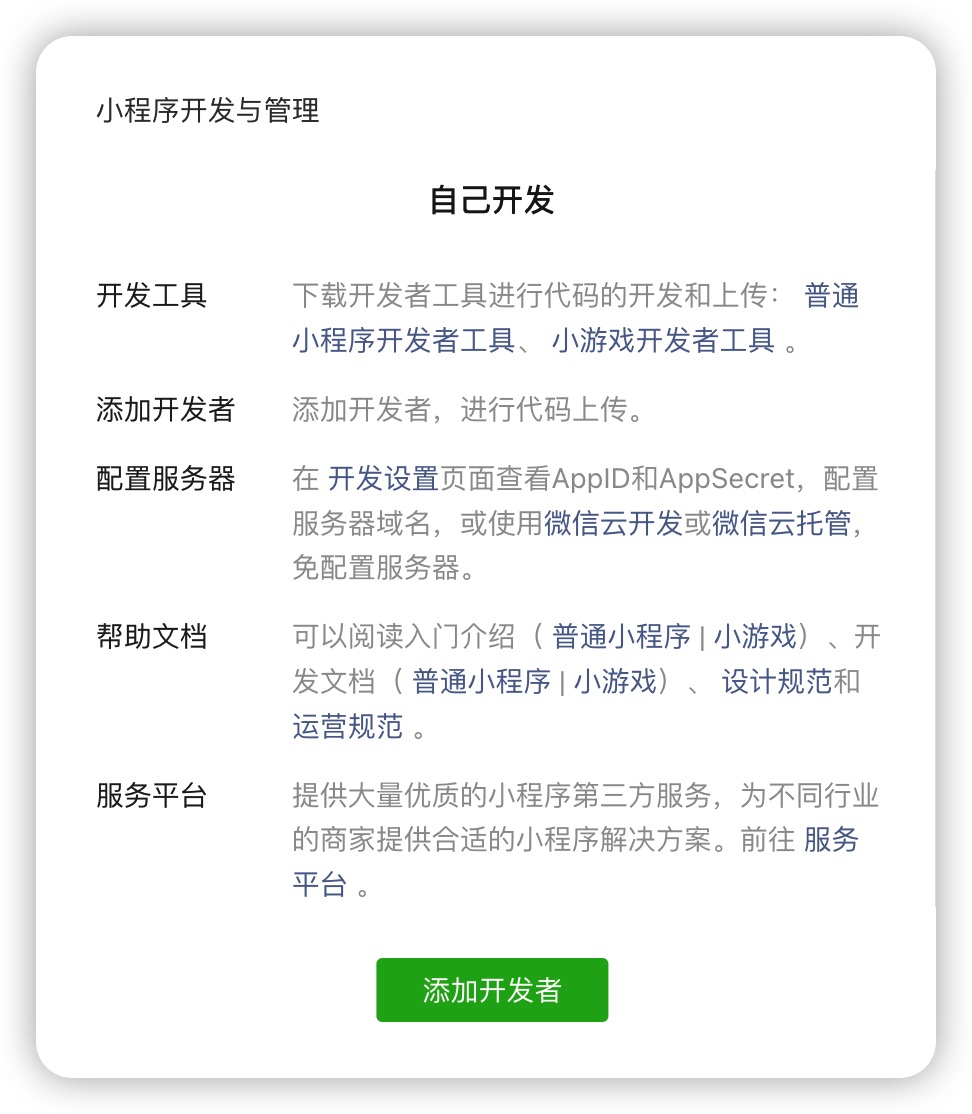 小程序开发与管理
自己开发
开发工具 下载开发者工具进行代码的开发和上传： 普通
小程序开发者工具、 小游戏开发者工具 。
添加开发者 添加开发者，进行代码上传。
配置服务器 在 开发设置页面查看AppID和AppSecret，配置
服务器域名，或使用微信云开发或微信云托管，
免配置服务器。
帮助文档 可以阅读入门介绍（ 普通小程序 | 小游戏）、开
发文档（ 普通小程序 | 小游戏）、 设计规范和
运营规范 。
服务平台 提供大量优质的小程序第三方服务，为不同行业
的商家提供合适的小程序解决方案。前往 服务
平台 。
添加开发者